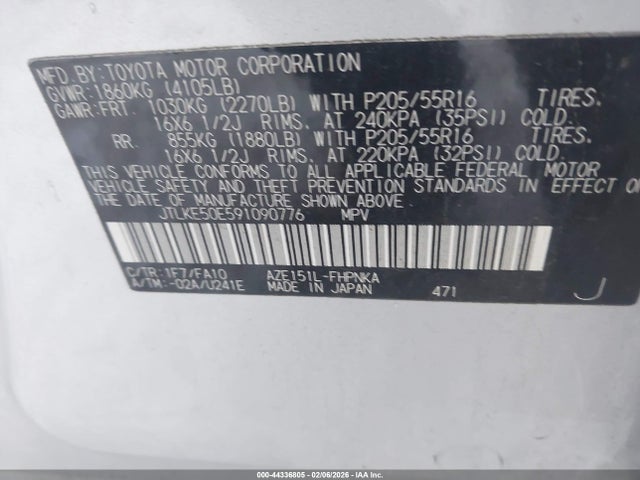 MFD.BY:TOYOTA MOTOR CORPORATION
GVWR:1860KG (4105LB)
GAWR:FRT. 1030KG (2270LB) WITH P205/55R16 TIRES.
16X6 1/2J RIMS. AT 240KPA (35PSI) COLD.
RR. 855KG (1880LB) WITH P205/55R16 TIRES.
16X6 1/2J RIMS. AT 220KPA (32PSI) COLD.
THIS VEHICLE CONFORMS TO ALL APPLICABLE FEDERAL MOTOR
VEHICLE SAFETY AND THEFT PREVENTION STANDARDS IN EFFECT O
THE DATE OF MANUFACTURE SHOWN ABOVE.
JTLKE50E591090776 MPV
C/TR:1F7/FA10 AZE151L-FHPNKA
A/TM:-02A/U241E MADE IN JAPAN 471 J
000-44336805 - 02/06/2026 - IAA Inc.